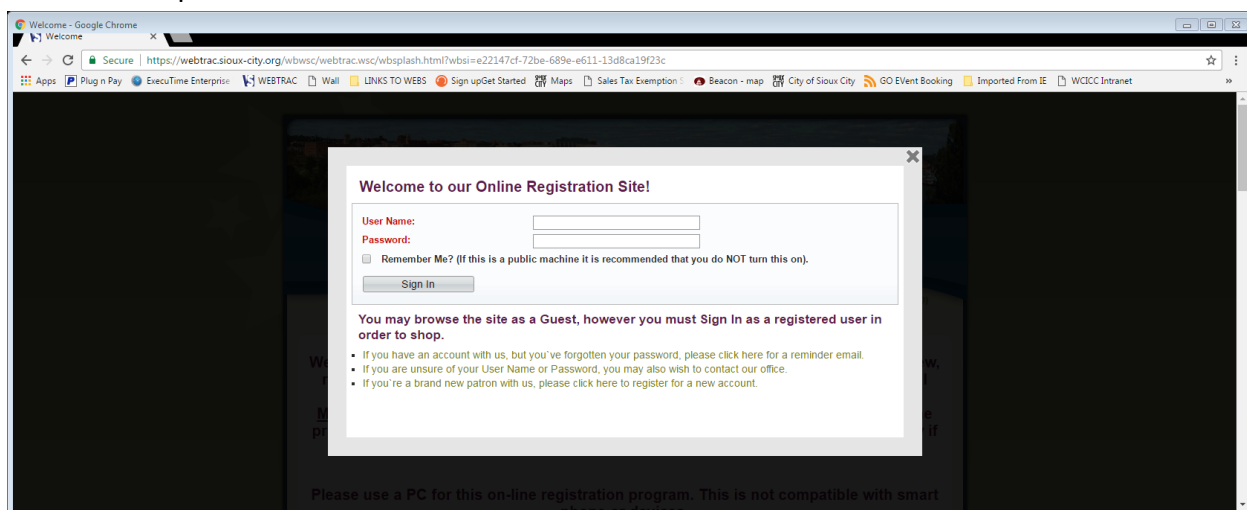 Welcome - Google Chrome
Welcome
Secure | https://webtrac.sioux-city.org/wbwsc/webtrac.wsc/wbsplash.html?wbsi=e22147cf-72be-689e-e611-13d8ca19f23c
Apps Plug n Pay ExecuTime Enterprise WEBTRAC Wall LINKS TO WEBS Sign upGet Started Maps Sales Tax Exemption Beacon - map City of Sioux City GO EVent Booking Imported From IE WCICC Intranet
Welcome to our Online Registration Site!
User Name:
Password:
Remember Me? (If this is a public machine it is recommended that you do NOT turn this on).
Sign In
You may browse the site as a Guest, however you must Sign In as a registered user in
order to shop.
If you have an account with us, but you`ve forgotten your password, please click here for a reminder email.
If you are unsure of your User Name or Password, you may also wish to contact our office.
If you`re a brand new patron with us, please click here to register for a new account.
Please use a PC for this on-line registration program. This is not compatible with smart